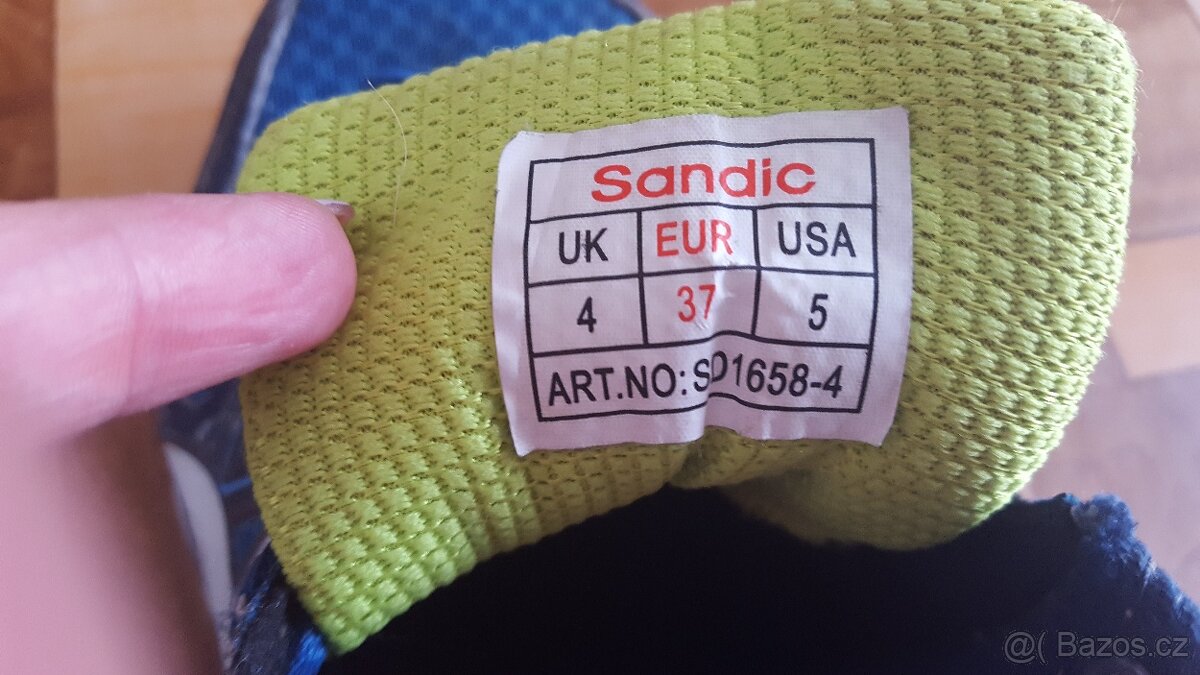 Sandic
UK EUR USA
4 37 5
ART.NO: SD1658-4
@( Bazos.cz